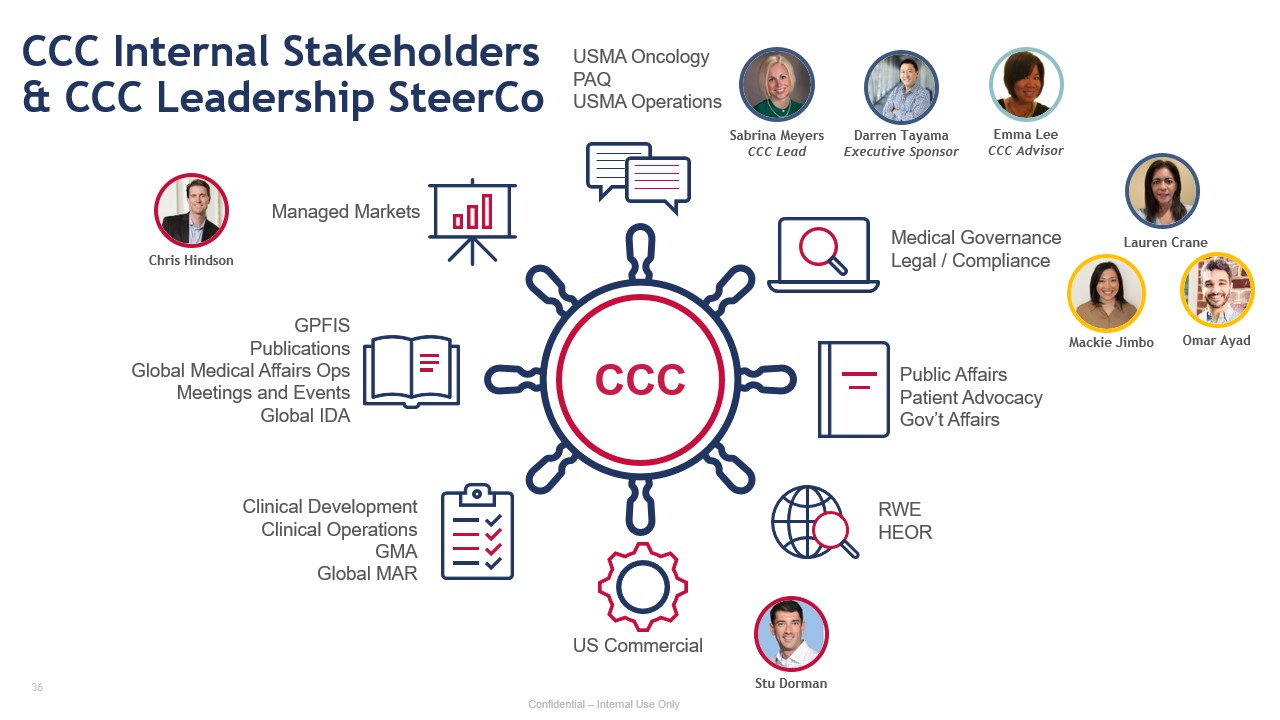 CCC Internal Stakeholders
& CCC Leadership SteerCo
USMA Oncology
PAQ
USMA Operations
Sabrina Meyers
CCC Lead
Darren Tayama
Executive Sponsor
Emma Lee
CCC Advisor
Chris Hindson
Managed Markets
Medical Governance
Legal / Compliance
Lauren Crane
Mackie Jimbo
Omar Ayad
GPFIS
Publications
Global Medical Affairs Ops
Meetings and Events
Global IDA
CCC
Public Affairs
Patient Advocacy
Gov’t Affairs
Clinical Development
Clinical Operations
GMA
Global MAR
RWE
HEOR
US Commercial
Stu Dorman
36
Confidential – Internal Use Only